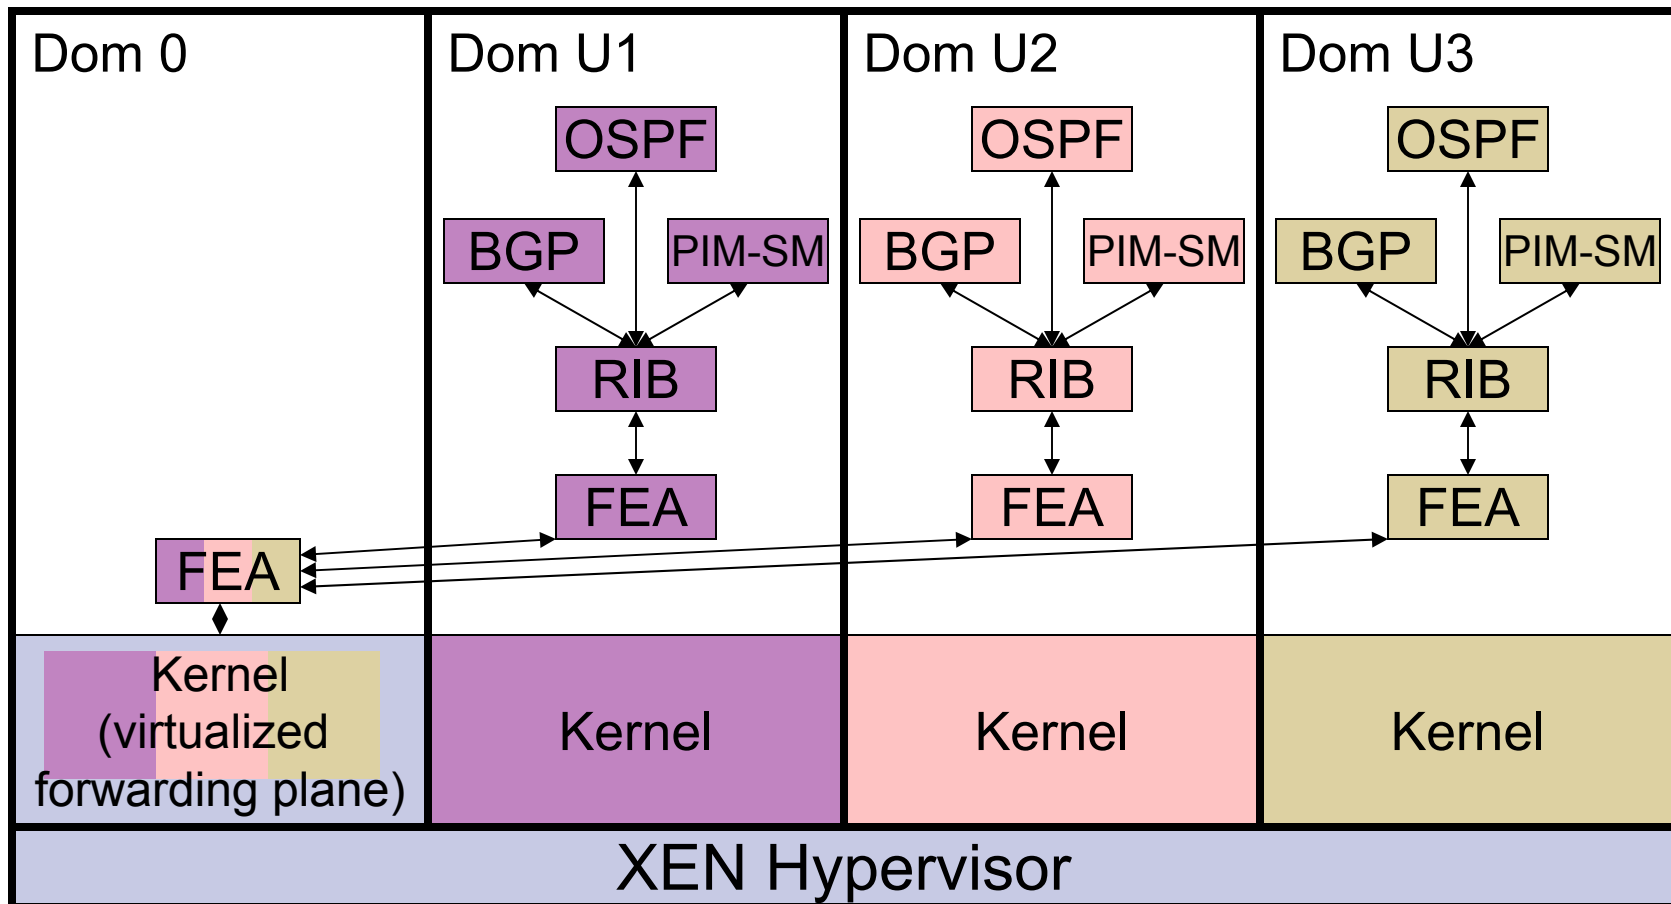 Dom 0
Dom U1
Dom U2
Dom U3
OSPF
OSPF
OSPF
BGP
PIM-SM
BGP
PIM-SM
BGP
PIM-SM
RIB
RIB
RIB
FEA
FEA
FEA
FEA
Kernel
(virtualized
forwarding plane)
Kernel
Kernel
Kernel
XEN Hypervisor